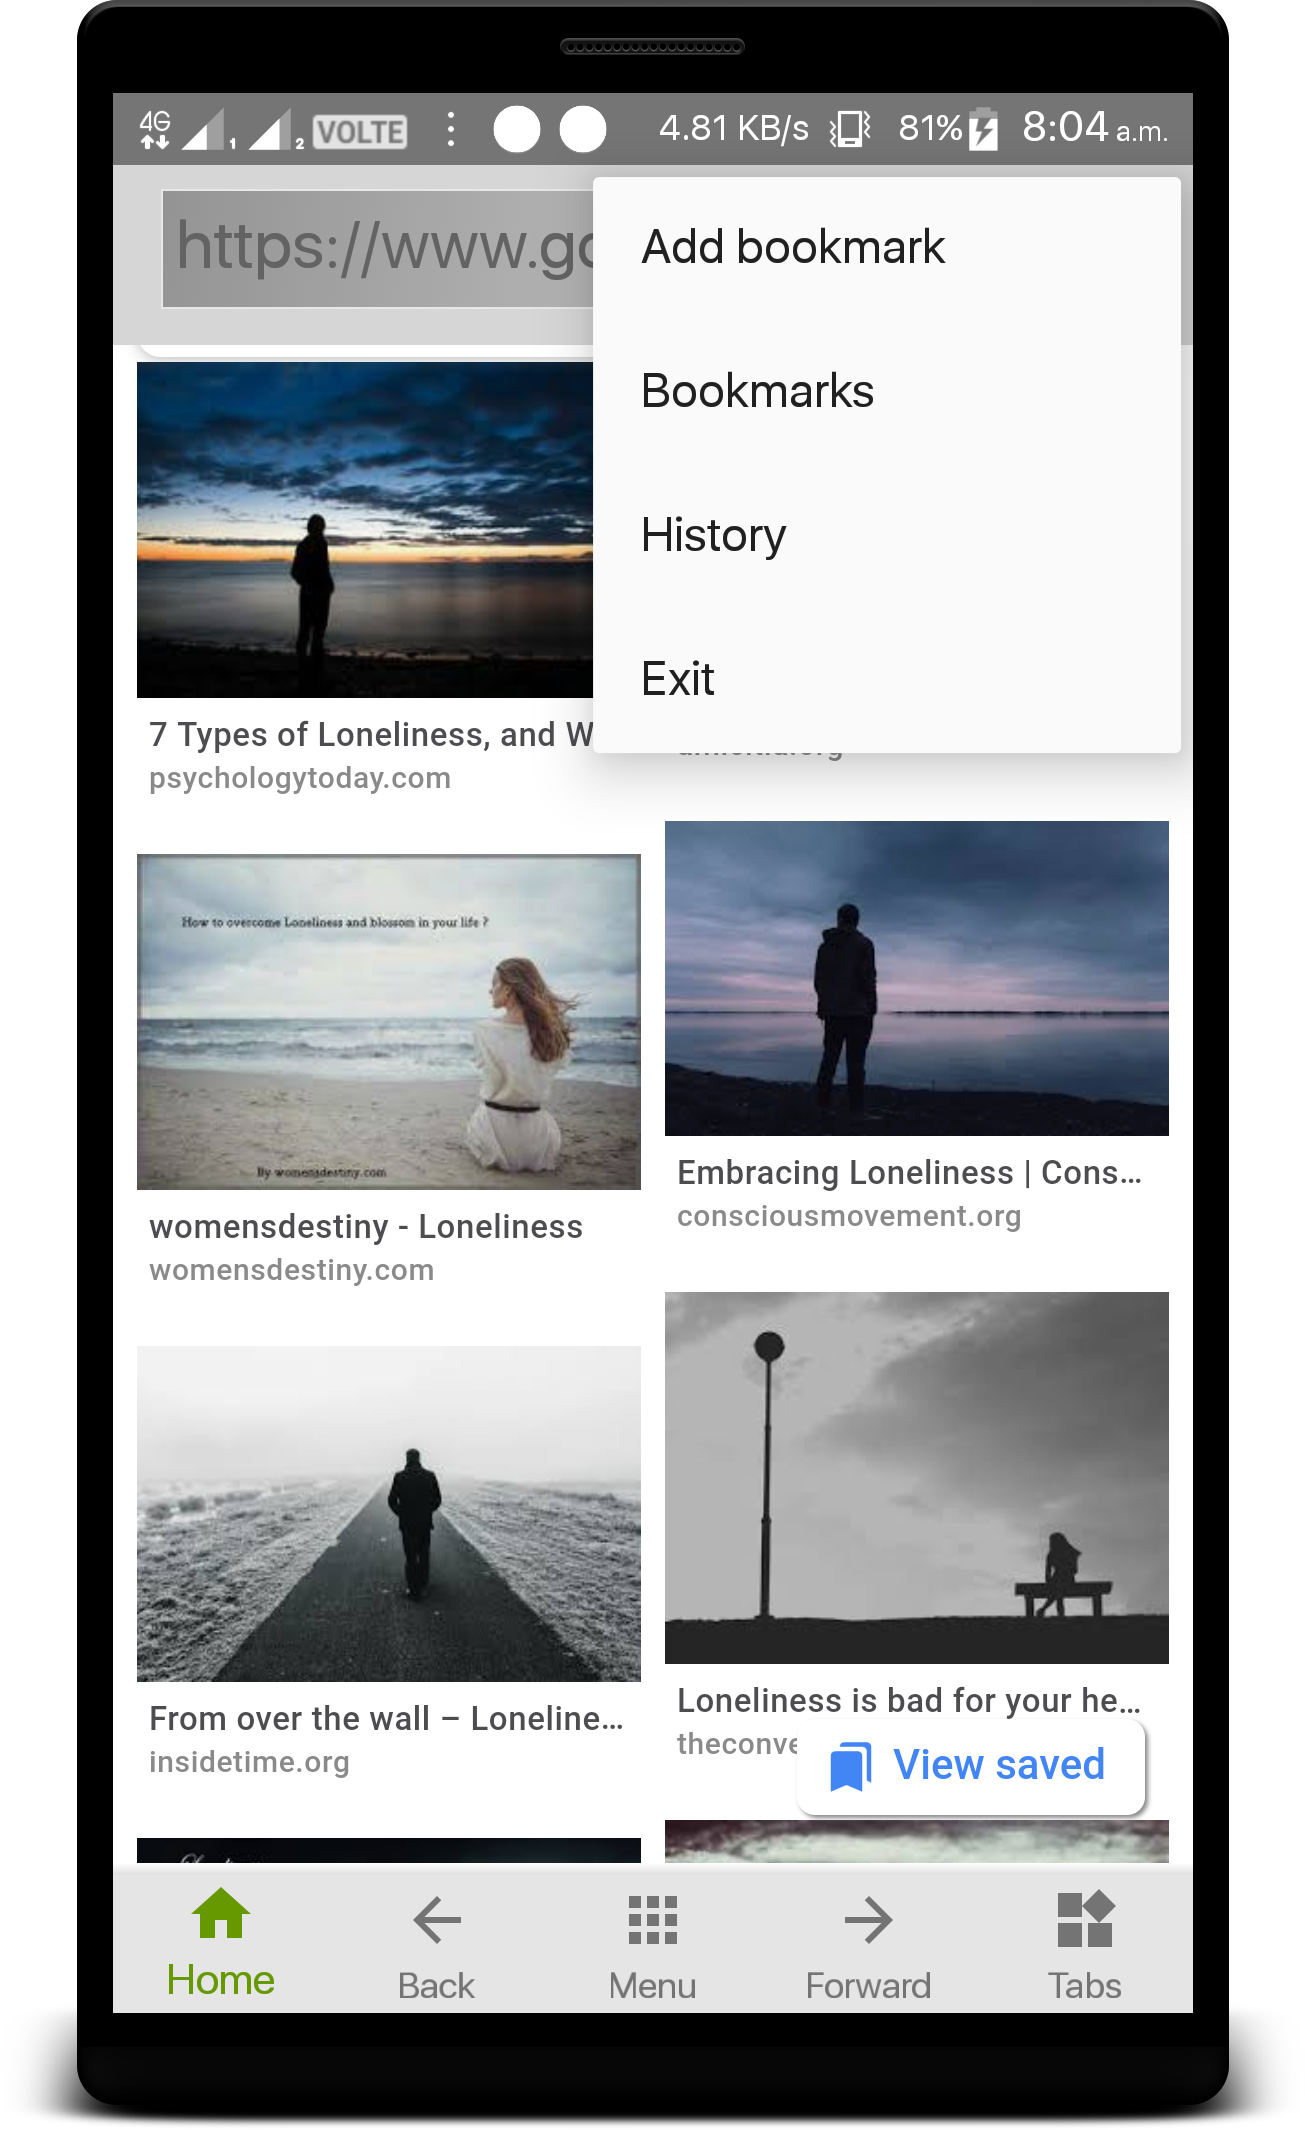 4G 1 2 VOLTE 4.81 KB/s 81% 8:04 a.m.
https://www.go
Add bookmark
Bookmarks
History
Exit
7 Types of Loneliness, and W
psychologytoday.com
How to overcome Loneliness and blossom in your life ?
By womensdestiny.com
womensdestiny - Loneliness
womensdestiny.com
Embracing Loneliness | Cons...
consciousmovement.org
From over the wall – Loneline...
insidetime.org
Loneliness is bad for your he...
theconve
View saved
Home
Back
Menu
Forward
Tabs